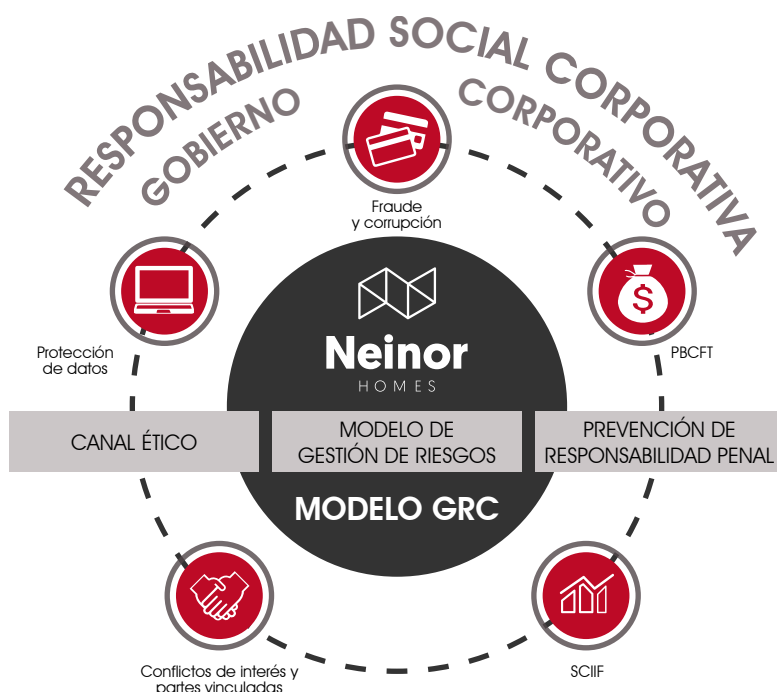 RESPONSABILIDAD SOCIAL CORPORATIVA
GOBIERNO CORPORATIVO
Fraude
y corrupción
Protección
de datos
$
PBCFT
Neinor
HOMES
CANAL ÉTICO
MODELO DE
GESTIÓN DE RIESGOS
PREVENCIÓN DE
RESPONSABILIDAD PENAL
MODELO GRC
Conflictos de interés y
partes vinculadas
SCIIF